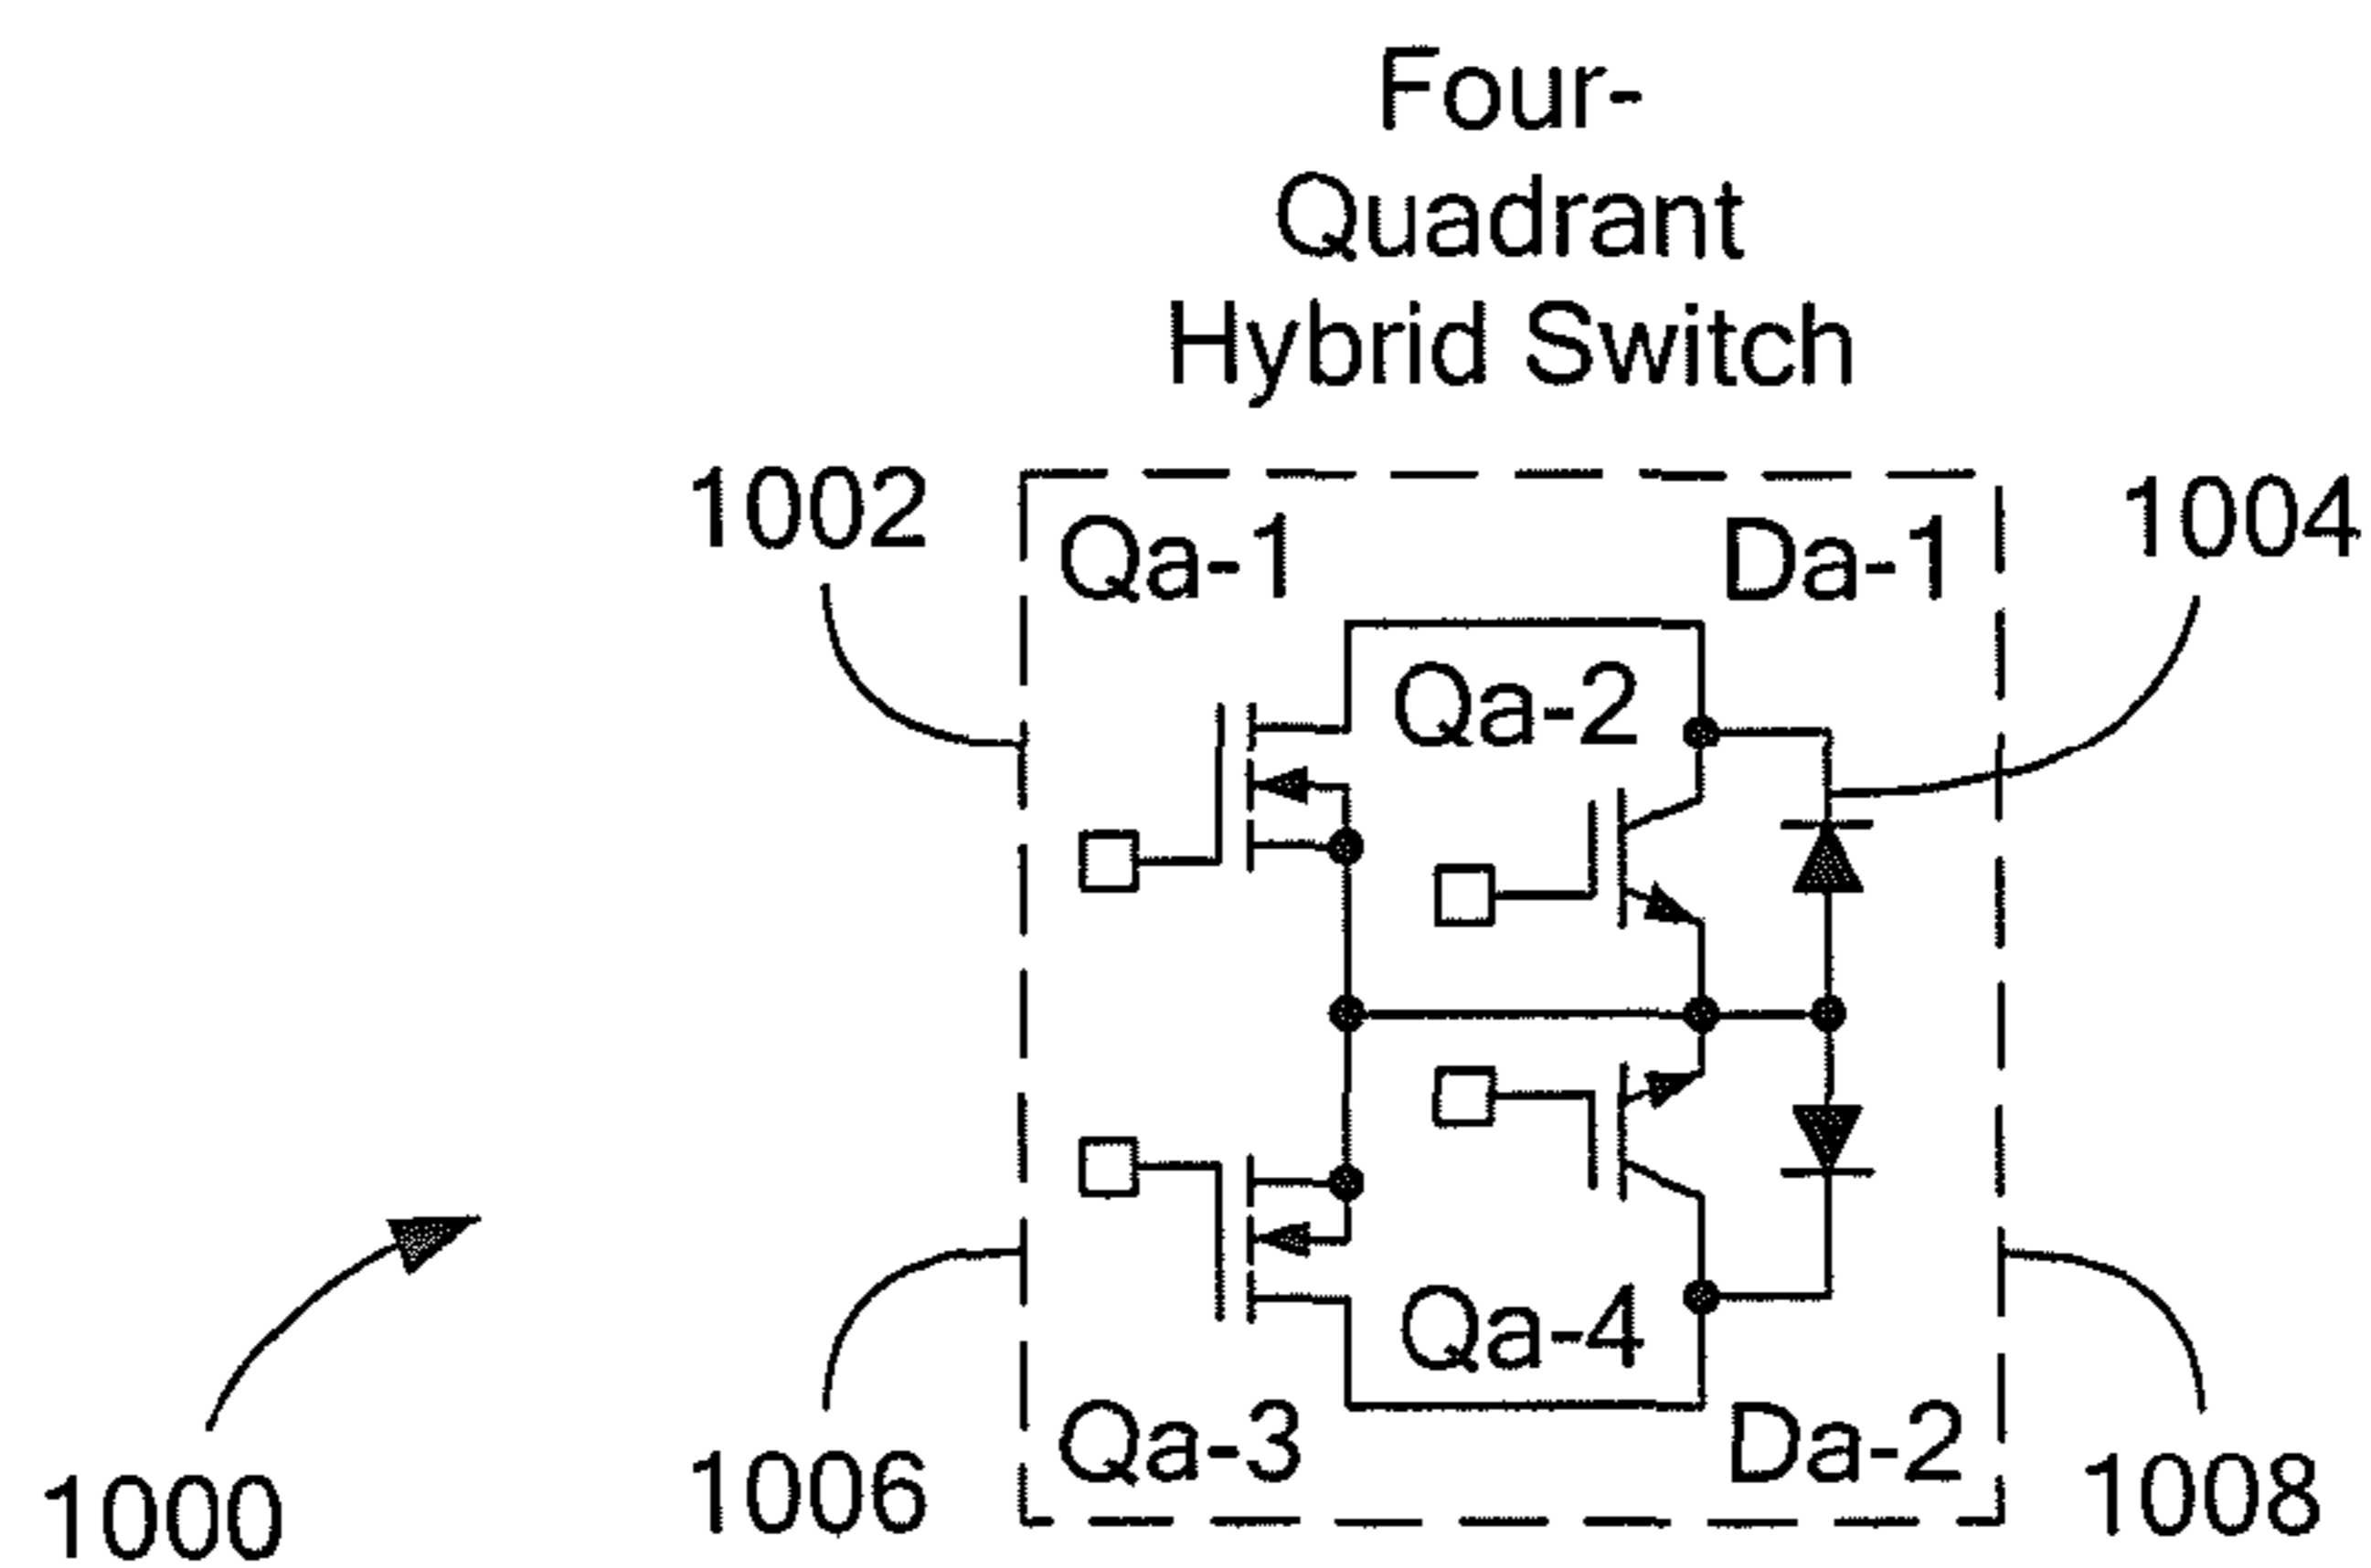 Four-
Quadrant
Hybrid Switch
1002
1004
Qa-1
Da-1
Qa-2
Qa-4
Qa-3
Da-2
1006
1008
1000